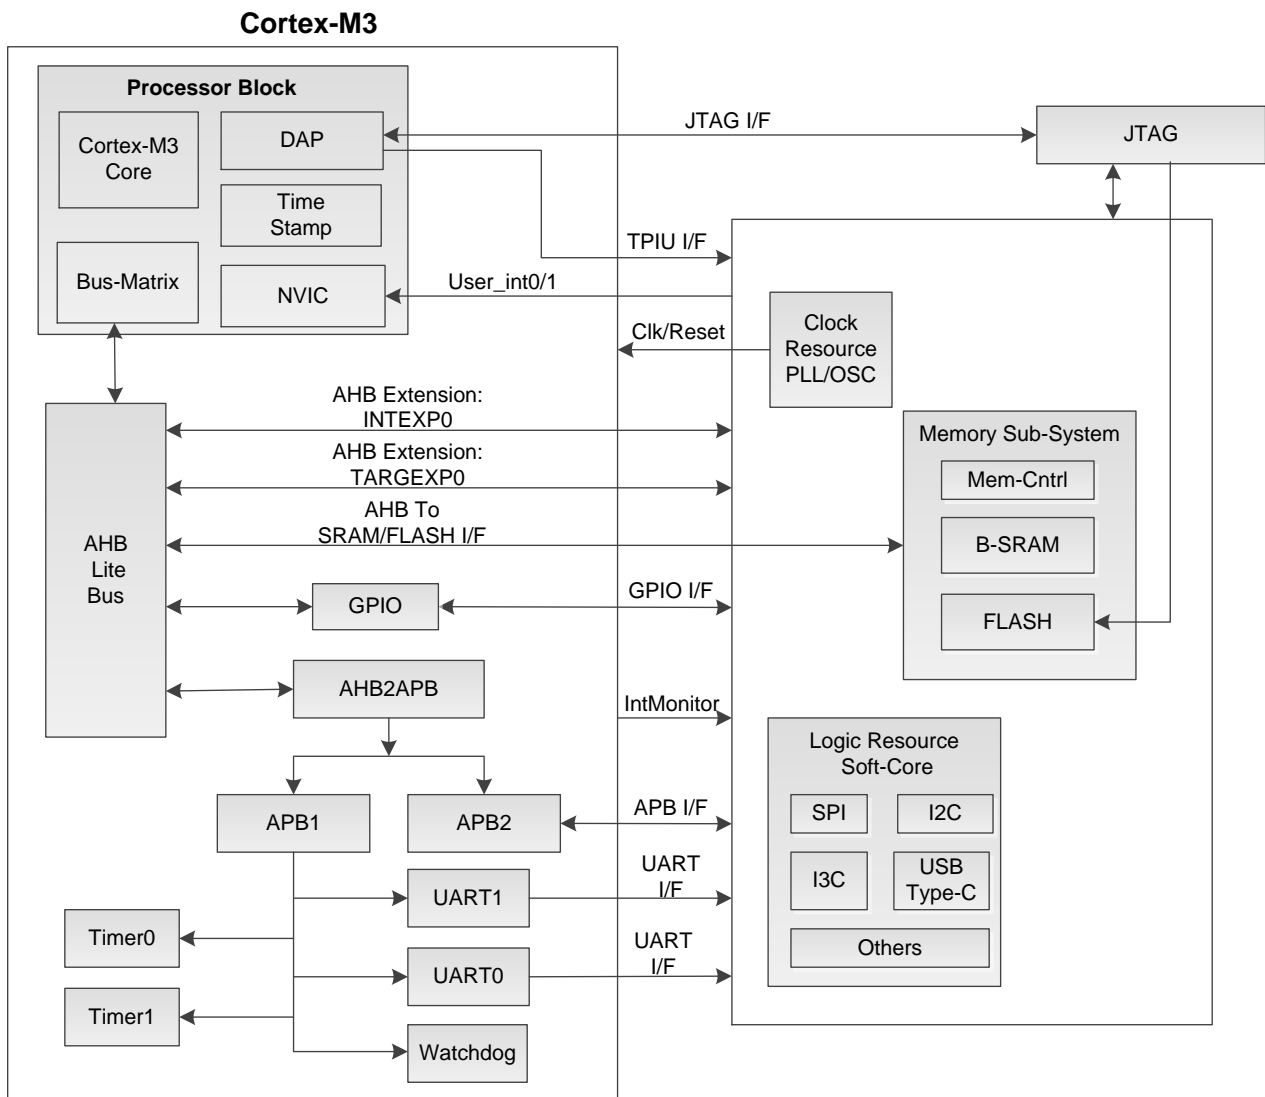 Cortex-M3
Processor Block
Cortex-M3
Core
DAP
Time
Stamp
Bus-Matrix
NVIC
JTAG I/F
JTAG
TPIU I/F
User_int0/1
Clk/Reset
Clock
Resource
PLL/OSC
AHB Extension:
INTEXP0
AHB Extension:
TARGEXP0
AHB To
SRAM/FLASH I/F
Memory Sub-System
Mem-Cntrl
B-SRAM
FLASH
AHB
Lite
Bus
GPIO
GPIO I/F
AHB2APB
IntMonitor
Logic Resource
Soft-Core
SPI
I2C
I3C
USB
Type-C
Others
APB1
APB2
APB I/F
UART1
UART
I/F
Timer0
UART0
UART
I/F
Timer1
Watchdog